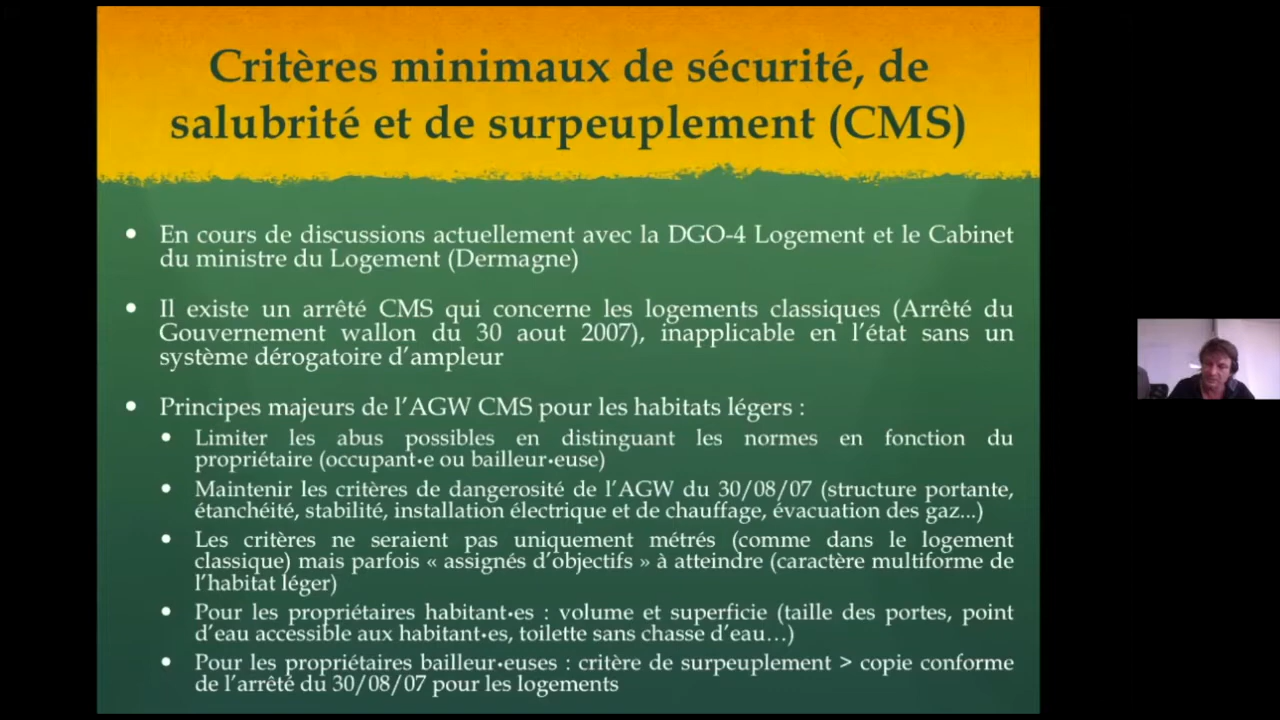 Critères minimaux de sécurité, de
salubrité et de surpeuplement (CMS)
• En cours de discussions actuellement avec la DGO-4 Logement et le Cabinet
du ministre du Logement (Dermagne)
• Il existe un arrêté CMS qui concerne les logements classiques (Arrêté du
Gouvernement wallon du 30 aout 2007), inapplicable en l’état sans un
système dérogatoire d’ampleur
• Principes majeurs de l’AGW CMS pour les habitats légers :
• Limiter les abus possibles en distinguant les normes en fonction du
propriétaire (occupant·e ou bailleur·euse)
• Maintenir les critères de dangerosité de l’AGW du 30/08/07 (structure portante,
étanchéité, stabilité, installation électrique et de chauffage, évacuation des gaz...)
• Les critères ne seraient pas uniquement métrés (comme dans le logement
classique) mais parfois « assignés d’objectifs » à atteindre (caractère multiforme de
l’habitat léger)
• Pour les propriétaires habitant·es : volume et superficie (taille des portes, point
d’eau accessible aux habitant·es, toilette sans chasse d’eau…)
• Pour les propriétaires bailleur·euses : critère de surpeuplement > copie conforme
de l’arrêté du 30/08/07 pour les logements